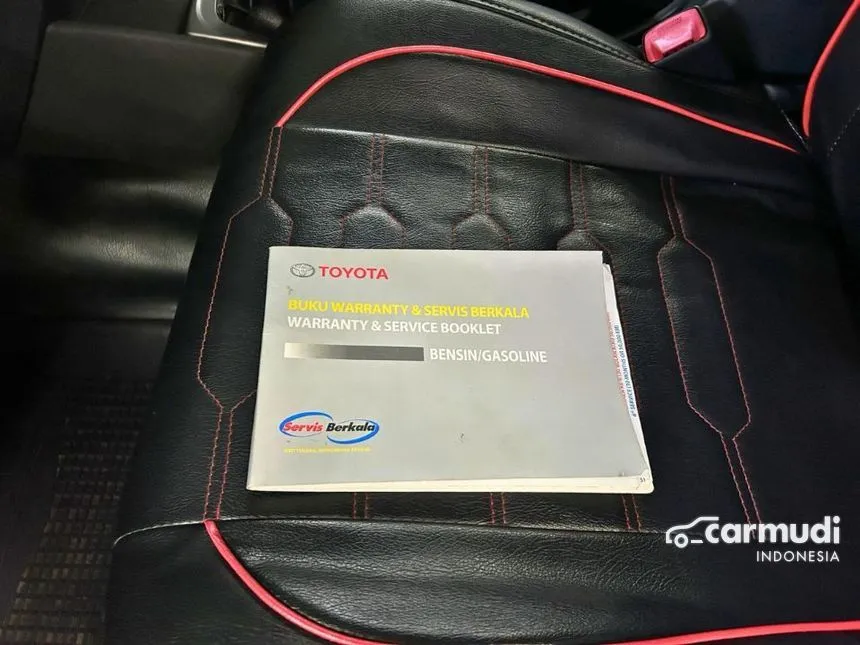 TOYOTA
BUKU WARRANTY & SERVIS BERKALA
WARRANTY & SERVICE BOOKLET
BENSIN/GASOLINE
Servis Berkala
carmudi
INDONESIA